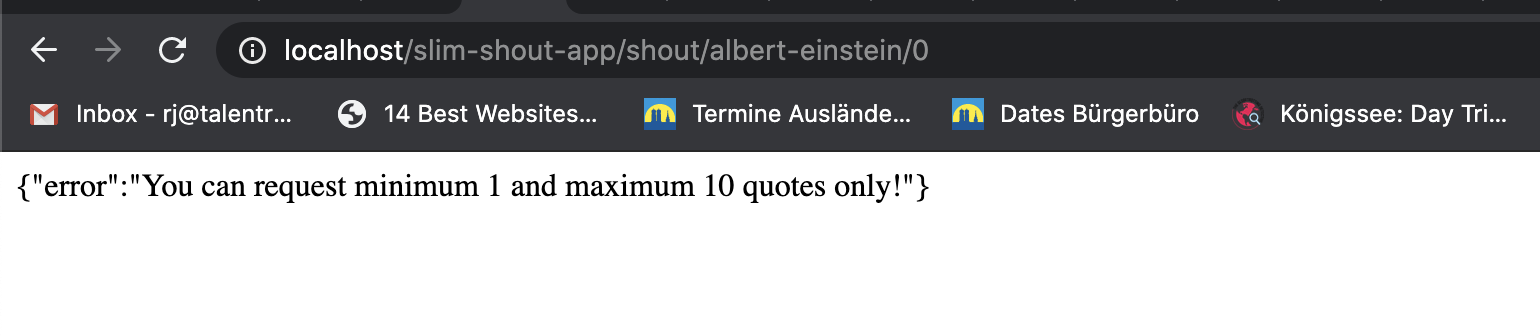 localhost/slim-shout-app/shout/albert-einstein/0
Inbox - rj@talentr... 14 Best Websites... Termine Auslände... Dates Bürgerbüro Königssee: Day Tri...
{"error":"You can request minimum 1 and maximum 10 quotes only!"}